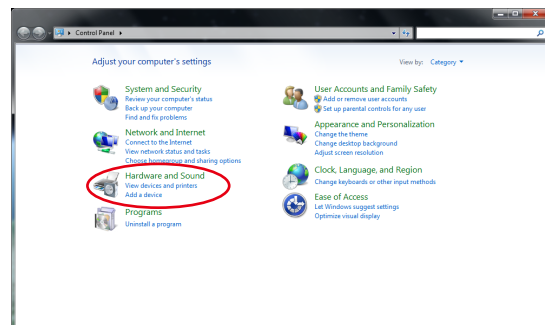 Control Panel
Adjust your computer's settings
View by: Category
System and Security
Review your computer's status
Back up your computer
Find and fix problems
Network and Internet
Connect to the Internet
View network status and tasks
Choose homegroup and sharing options
Hardware and Sound
View devices and printers
Add a device
Programs
Uninstall a program
User Accounts and Family Safety
Add or remove user accounts
Set up parental controls for any user
Appearance and Personalization
Change the theme
Change desktop background
Adjust screen resolution
Clock, Language, and Region
Change keyboards or other input methods
Ease of Access
Let Windows suggest settings
Optimize visual display